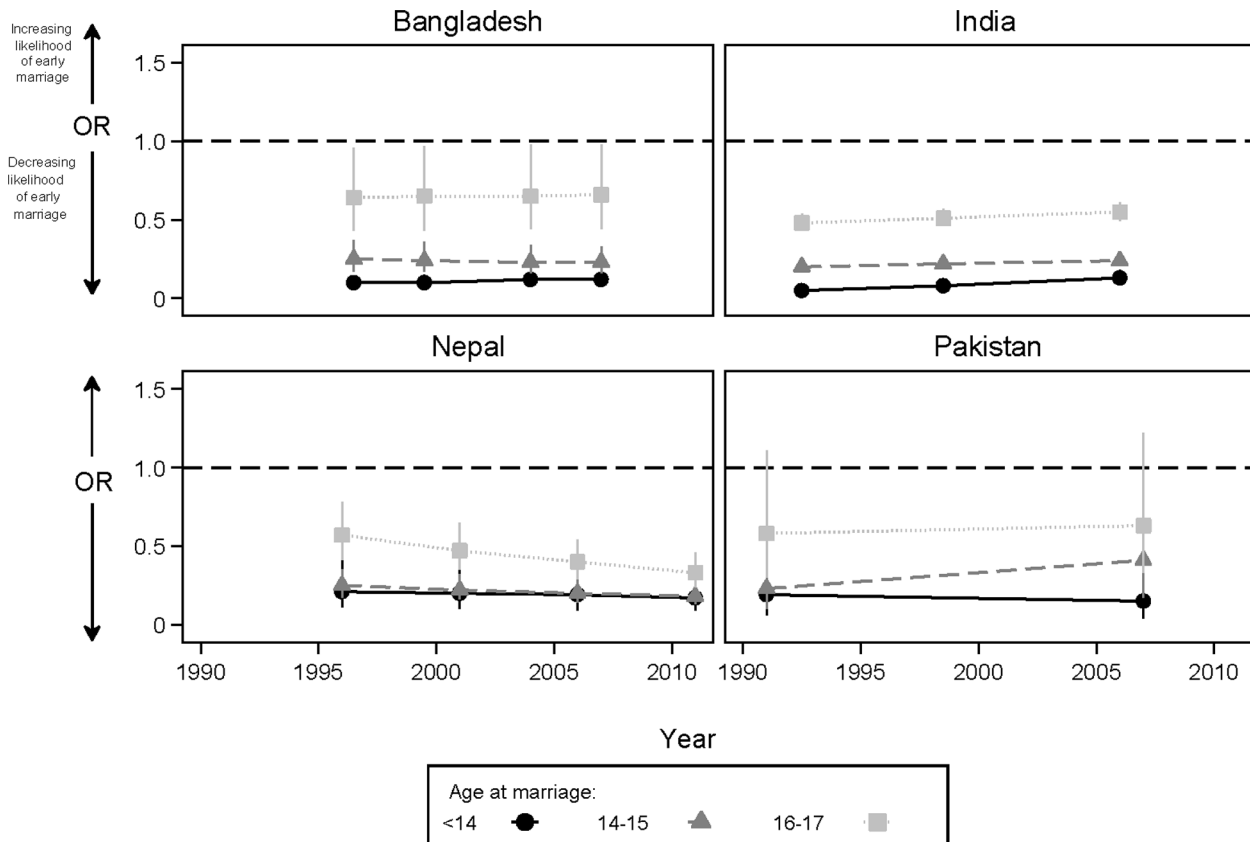 Bangladesh
India
Increasing
likelihood
of early
marriage
OR
Decreasing
likelihood
of early
marriage
1.5
1.0
0.5
0
Nepal
Pakistan
OR
1.5
1.0
0.5
0
1990 1995 2000 2005 2010
1990 1995 2000 2005 2010
Year
Age at marriage:
<14 14-15 16-17